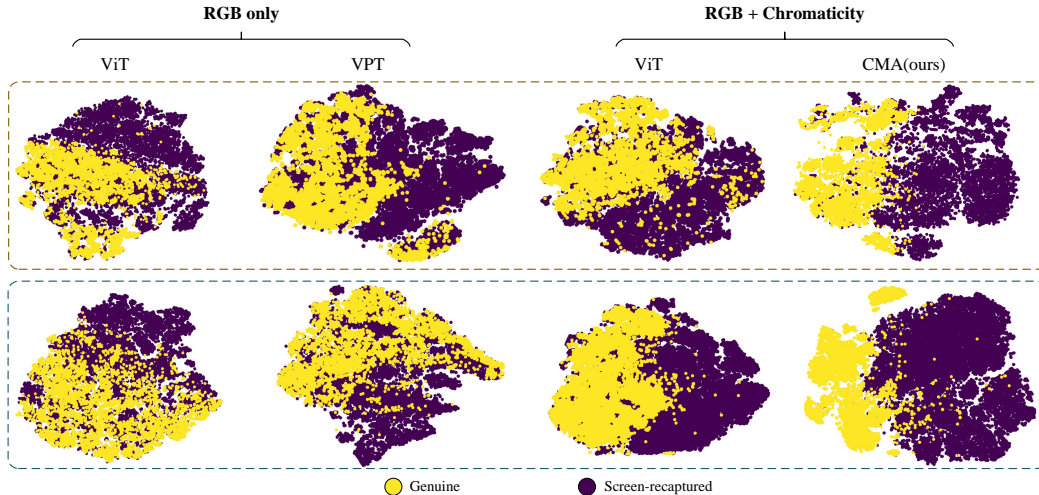 RGB only
RGB + Chromaticity
ViT
VPT
ViT
CMA(ours)
Genuine
Screen-recaptured